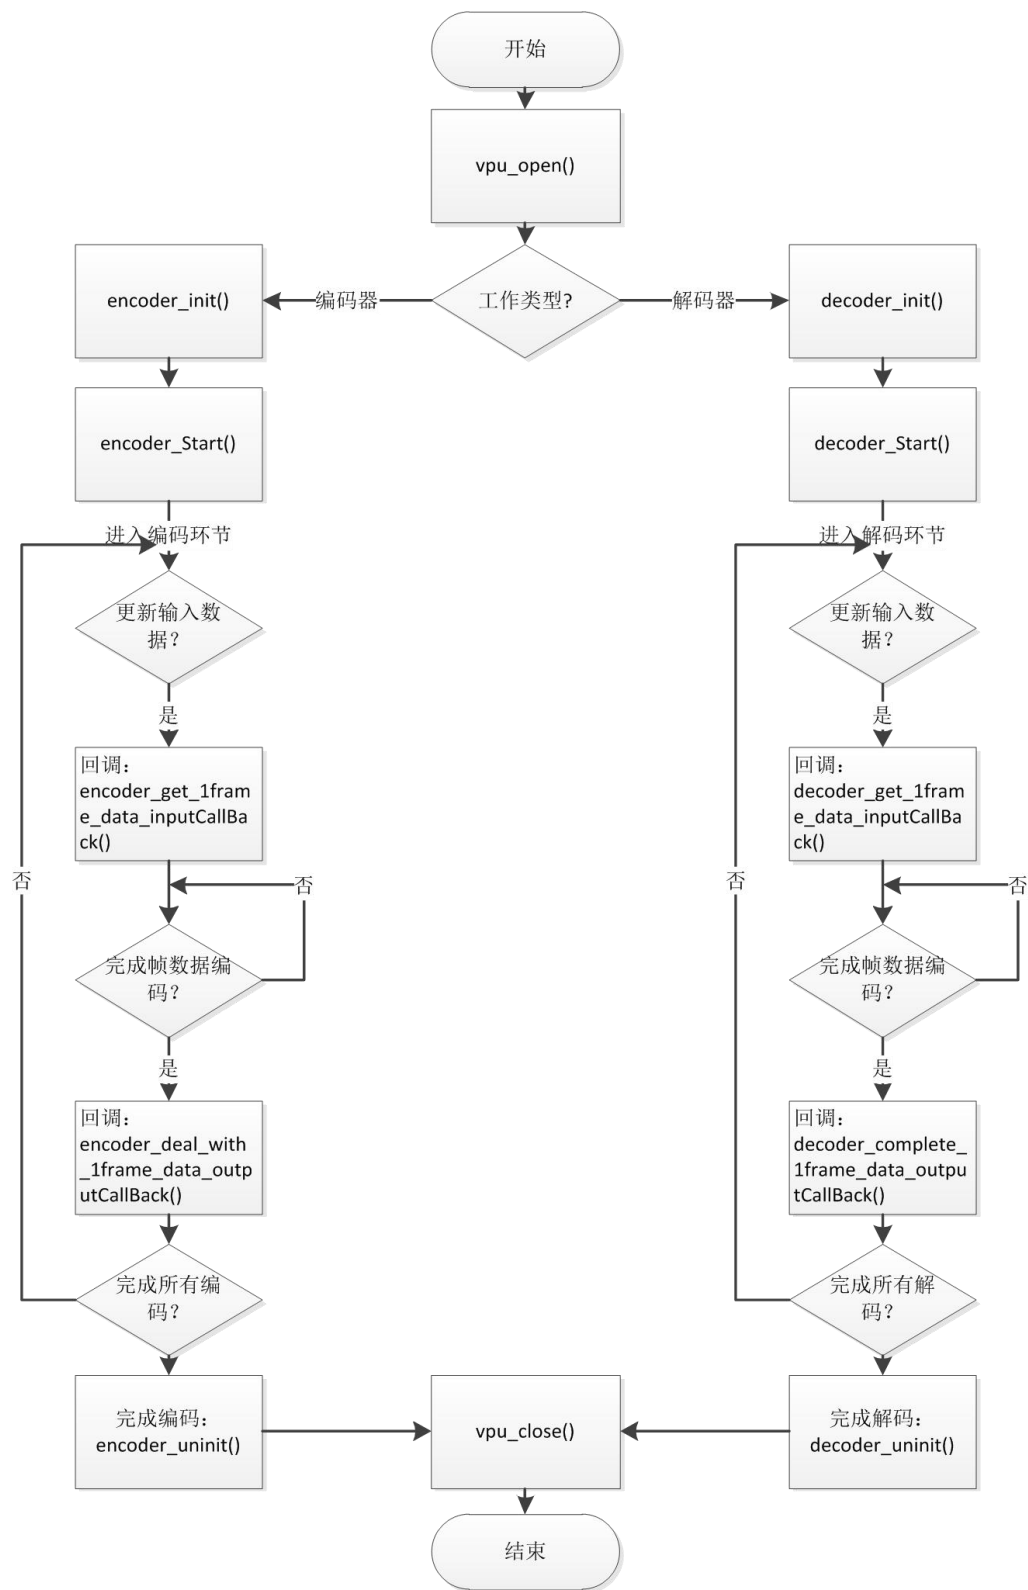 开始
vpu_open()
工作类型?
编码器
解码器
encoder_init()
encoder_Start()
进入编码环节
更新输入数
据？
是
回调：
encoder_get_1fram
e_data_inputCallBa
ck()
否
否
完成帧数据编
码？
是
回调：
encoder_deal_with
_1frame_data_outp
utCallBack()
完成所有编
码？
完成编码：
encoder_uninit()
decoder_init()
decoder_Start()
进入解码环节
更新输入数
据？
是
回调：
decoder_get_1fram
e_data_inputCallBa
ck()
否
否
完成帧数据编
码？
是
回调：
decoder_complete_
1frame_data_outpu
tCallBack()
完成所有解
码？
完成解码：
decoder_uninit()
vpu_close()
结束